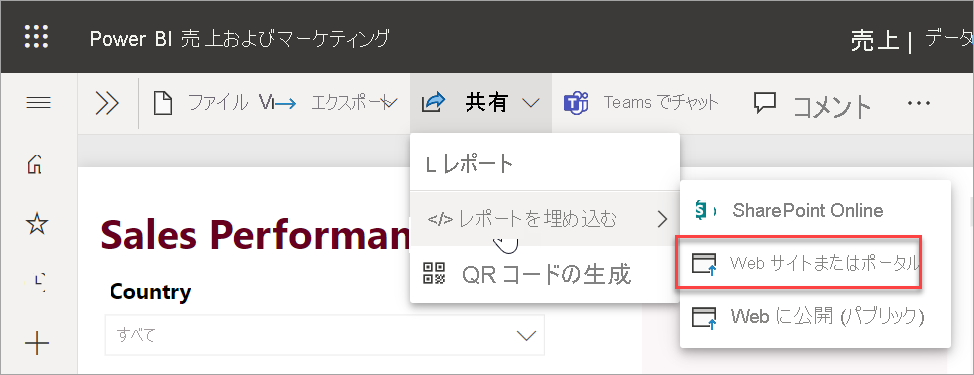 Power BI 売上およびマーケティング
売上 | データ
ファイル
エクスポート
共有
Teams でチャット
コメント
L レポート
</> レポートを埋め込む
QR コードの生成
SharePoint Online
Web サイトまたはポータル
Web に公開 (パブリック)
Sales Performan
Country
すべて